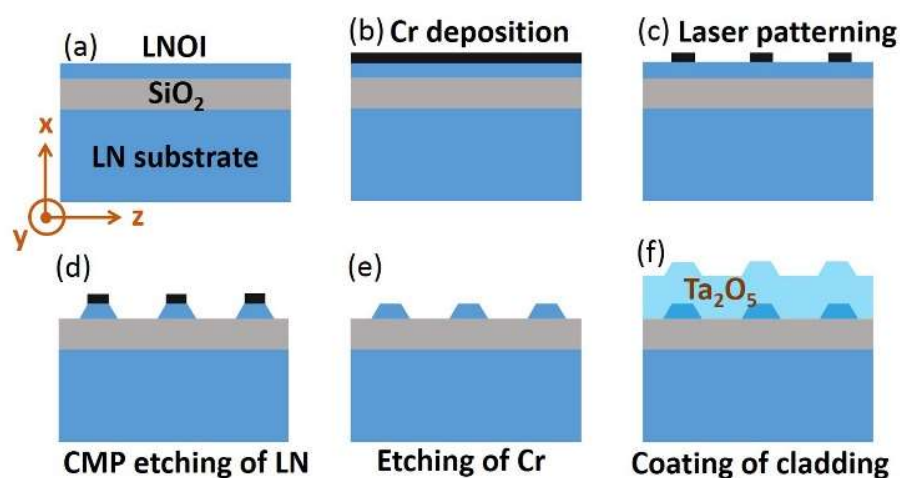 (a) LNOI
SiO₂
LN substrate
x
z
y
(b) Cr deposition
(c) Laser patterning
(d)
CMP etching of LN
(e)
Etching of Cr
(f)
Ta₂O₅
Coating of cladding